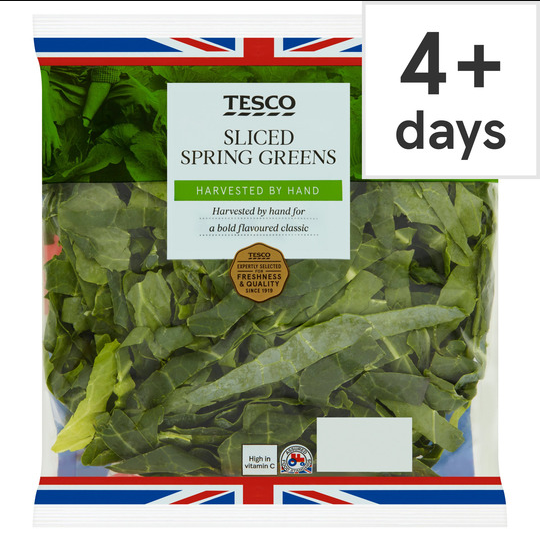 4+
days
TESCO
SLICED
SPRING GREENS
HARVESTED BY HAND
Harvested by hand for
a bold flavoured classic
TESCO
EXPERTLY SELECTED
FOR
FRESHNESS
& QUALITY
SINCE 1919
High in
vitamin C